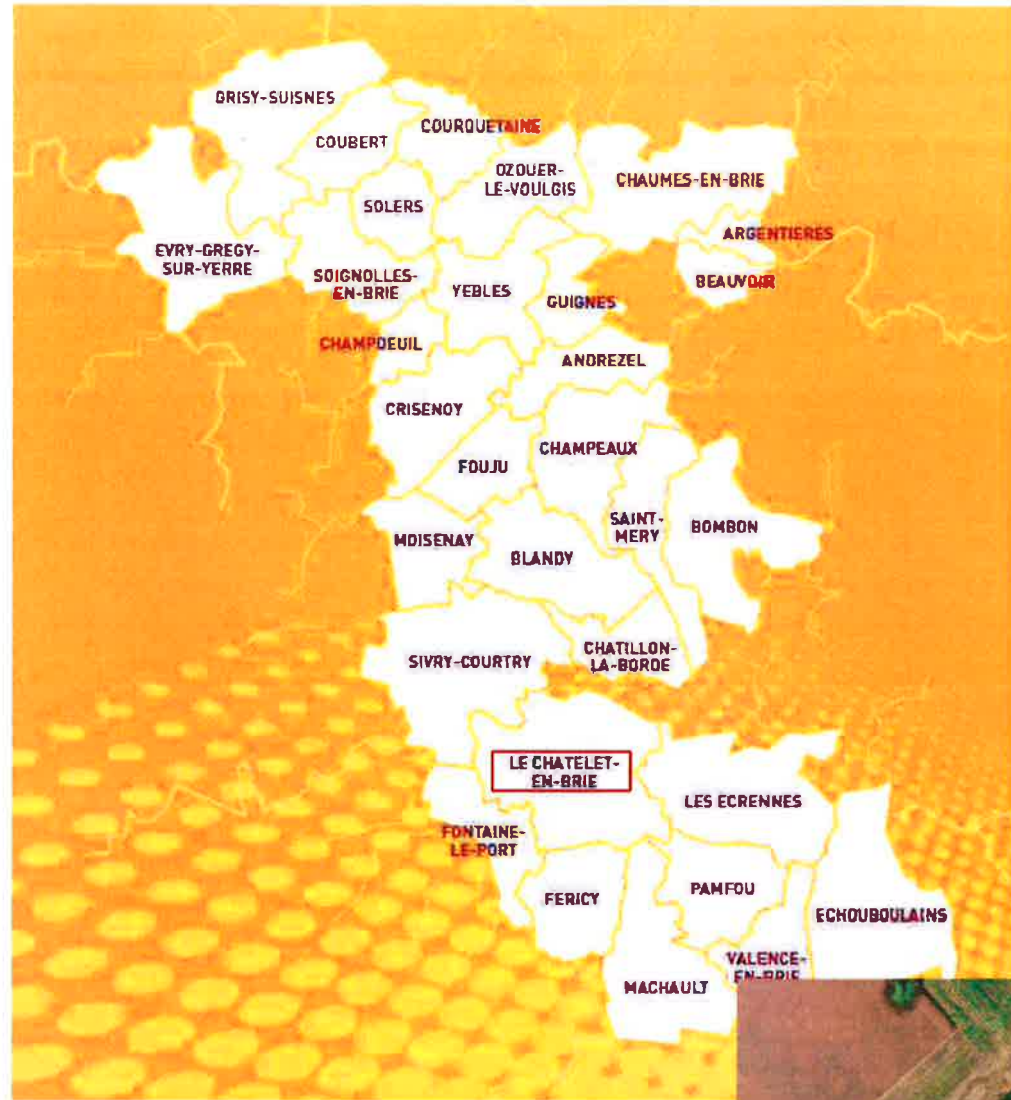 GRISY-SUISNES
COUBERT
COURQUETAINE
OZOUER-
LE-VOULGIS
CHAUMES-EN-BRIE
SOLERS
ARGENTIERES
EVRY-GREGY-
SUR-YERRE
SOIGNOLLES-
EN-BRIE
YEBLES
GUIGNES
BEAUVOIR
CHAMPDEUIL
ANDREZEL
CRISENOY
CHAMPEAUX
FOUJU
SAINT-
MERY
BOMBON
MOISENAY
BLANDY
SIVRY-COURTRY
CHATILLON-
LA-BORDE
LE CHATELET-
EN-BRIE
LES ECRENNES
FONTAINE-
LE-PORT
FERICY
PAMFOU
ECHOUBOULAINS
VALENCE-
EN-BRIE
MACHAULT